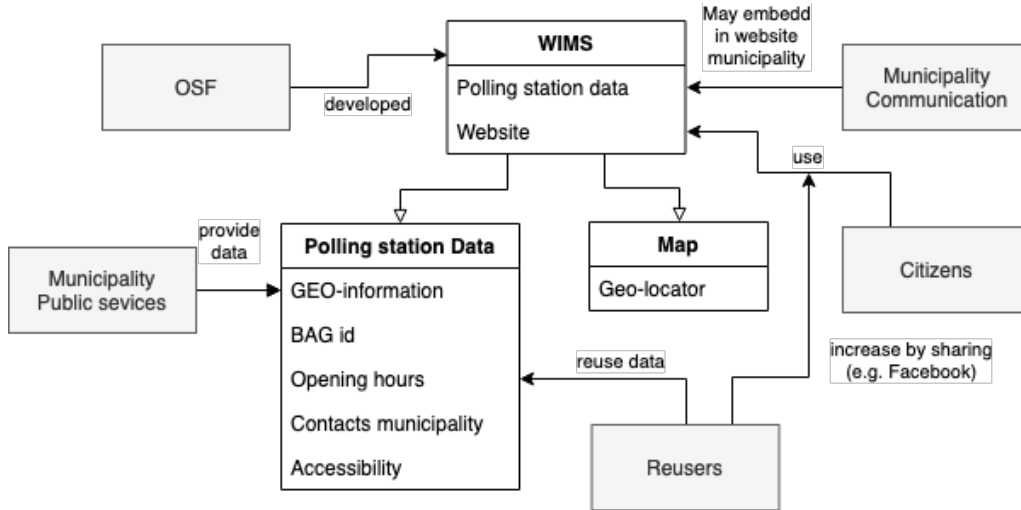 OSF
developed
WIMS
Polling station data
Website
May embedd
in website
municipality
Municipality
Communication
use
Citizens
provide
data
Municipality
Public sevices
Polling station Data
GEO-information
BAG id
Opening hours
Contacts municipality
Accessibility
Map
Geo-locator
reuse data
increase by sharing
(e.g. Facebook)
Reusers